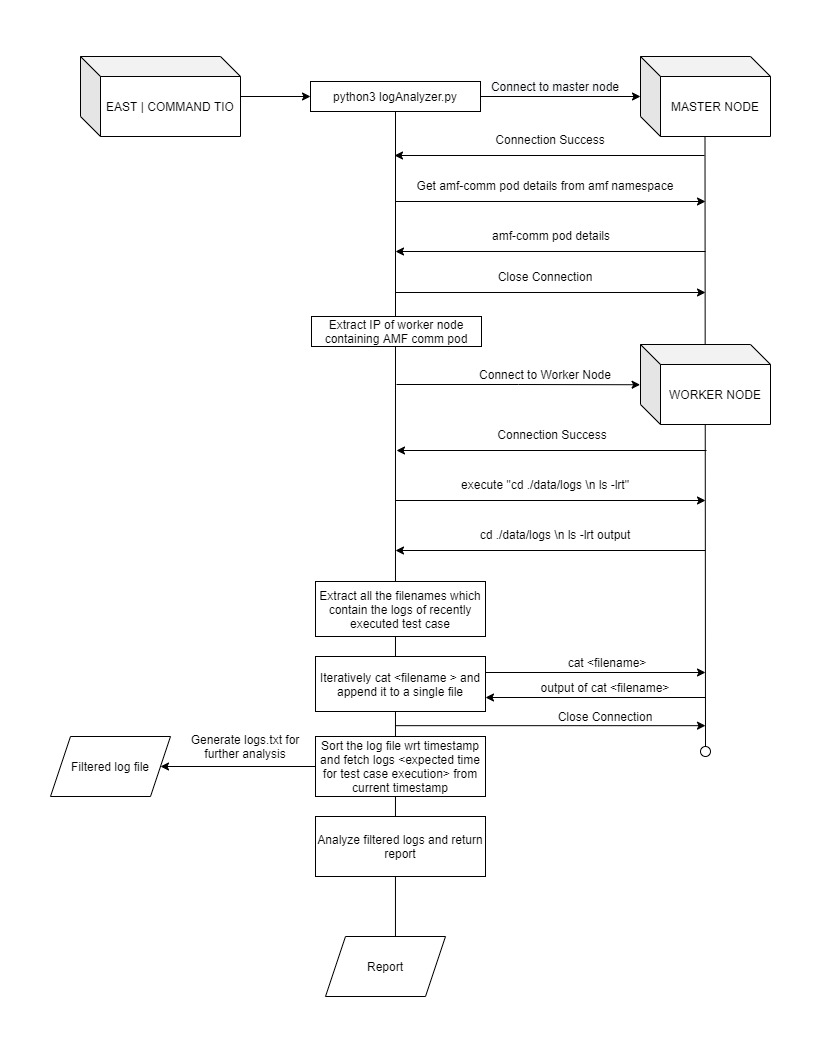 EAST | COMMAND TIO
python3 logAnalyzer.py
Connect to master node
MASTER NODE
Connection Success
Get amf-comm pod details from amf namespace
amf-comm pod details
Close Connection
Extract IP of worker node
containing AMF comm pod
Connect to Worker Node
WORKER NODE
Connection Success
execute "cd ./data/logs \n ls -lrt"
cd ./data/logs \n ls -lrt output
Extract all the filenames which
contain the logs of recently
executed test case
Iteratively cat <filename > and
append it to a single file
cat <filename>
output of cat <filename>
Close Connection
Sort the log file wrt timestamp
and fetch logs <expected time
for test case execution> from
current timestamp
Generate logs.txt for
further analysis
Filtered log file
Analyze filtered logs and return
report
Report